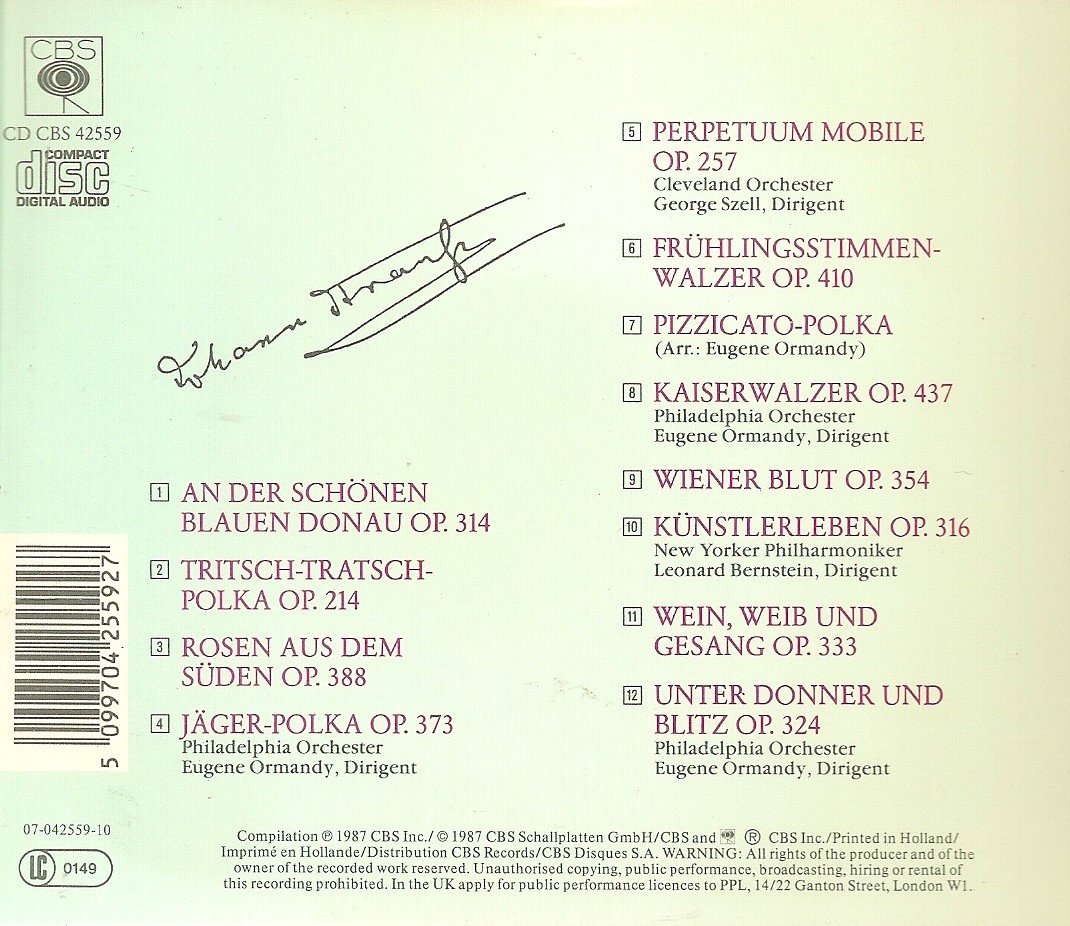 CBS
CD CBS 42559
COMPACT
disc
DIGITAL AUDIO
Johann Strauß
1 AN DER SCHÖNEN
BLAUEN DONAU OP. 314
2 TRITSCH-TRATSCH-
POLKA OP. 214
3 ROSEN AUS DEM
SÜDEN OP. 388
4 JÄGER-POLKA OP. 373
Philadelphia Orchester
Eugene Ormandy, Dirigent
5 PERPETUUM MOBILE
OP. 257
Cleveland Orchester
George Szell, Dirigent
6 FRÜHLINGSSTIMMEN-
WALZER OP. 410
7 PIZZICATO-POLKA
(Arr.: Eugene Ormandy)
8 KAISERWALZER OP. 437
Philadelphia Orchester
Eugene Ormandy, Dirigent
9 WIENER BLUT OP. 354
10 KÜNSTLERLEBEN OP. 316
New Yorker Philharmoniker
Leonard Bernstein, Dirigent
11 WEIN, WEIB UND
GESANG OP. 333
12 UNTER DONNER UND
BLITZ OP. 324
Philadelphia Orchester
Eugene Ormandy, Dirigent
5 099704 255927
07-042559-10
LC 0149
Compilation ℗ 1987 CBS Inc./ © 1987 CBS Schallplatten GmbH/CBS and ® CBS Inc./Printed in Holland/
Imprimé en Hollande/Distribution CBS Records/CBS Disques S.A. WARNING: All rights of the producer and of the
owner of the recorded work reserved. Unauthorised copying, public performance, broadcasting, hiring or rental of
this recording prohibited. In the UK apply for public performance licences to PPL, 14/22 Ganton Street, London W1.